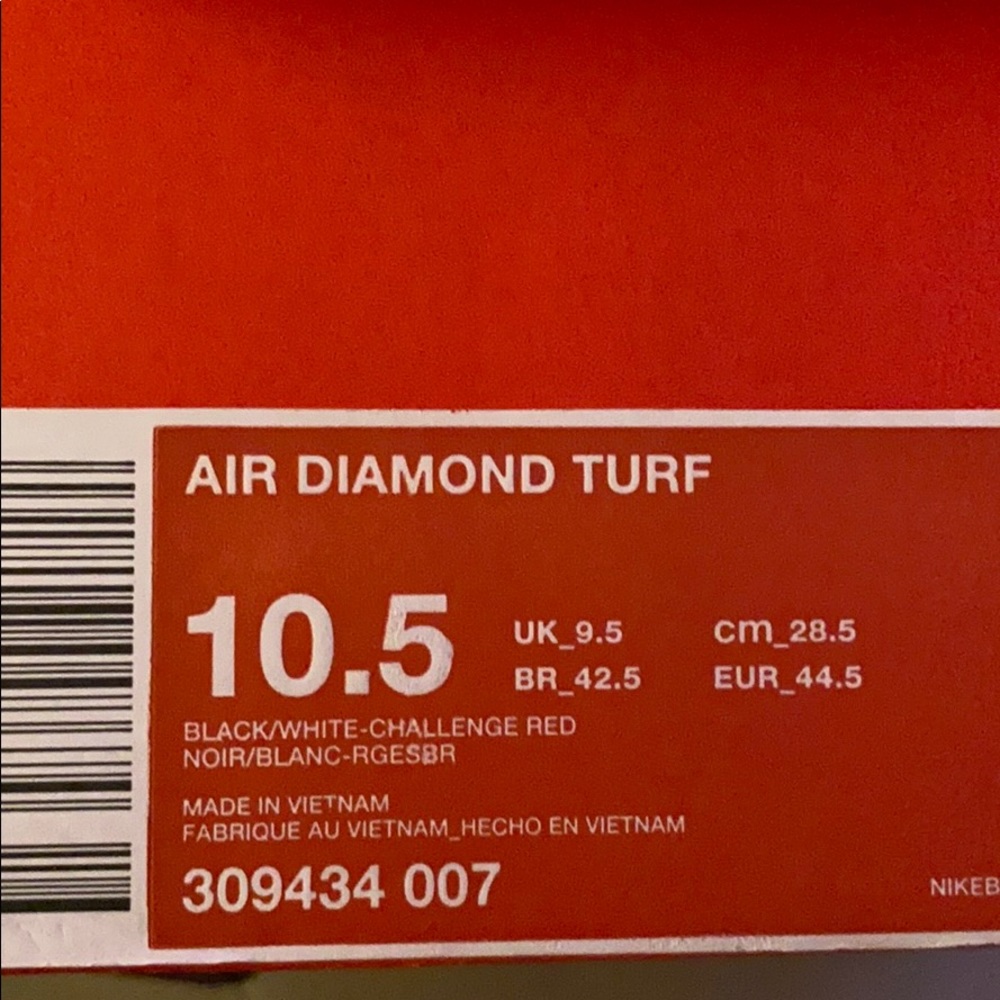 AIR DIAMOND TURF
10.5
UK_9.5 cm_28.5
BR_42.5 EUR_44.5
BLACK/WHITE-CHALLENGE RED
NOIR/BLANC-RGESBR
MADE IN VIETNAM
FABRIQUE AU VIETNAM_HECHO EN VIETNAM
309434 007
NIKEB